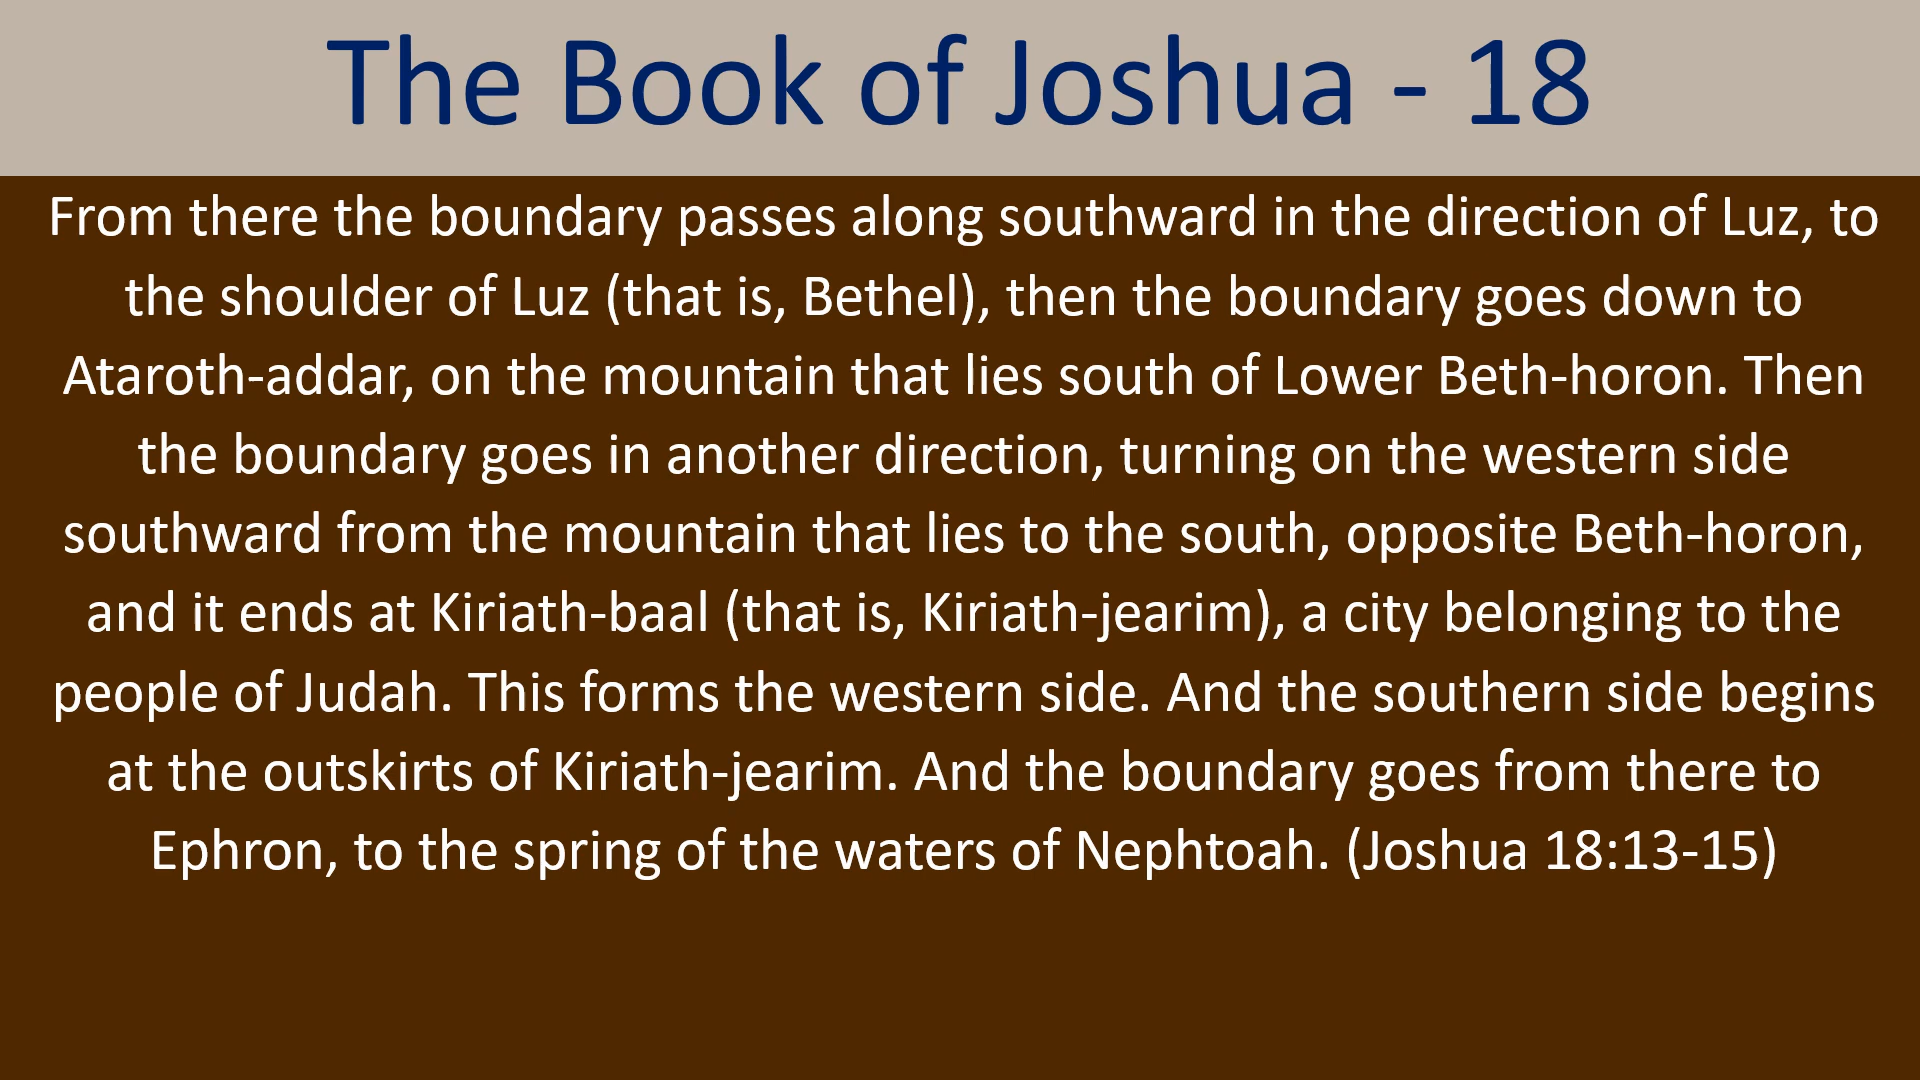 The Book of Joshua - 18
From there the boundary passes along southward in the direction of Luz, to
the shoulder of Luz (that is, Bethel), then the boundary goes down to
Ataroth-addar, on the mountain that lies south of Lower Beth-horon. Then
the boundary goes in another direction, turning on the western side
southward from the mountain that lies to the south, opposite Beth-horon,
and it ends at Kiriath-baal (that is, Kiriath-jearim), a city belonging to the
people of Judah. This forms the western side. And the southern side begins
at the outskirts of Kiriath-jearim. And the boundary goes from there to
Ephron, to the spring of the waters of Nephtoah. (Joshua 18:13-15)